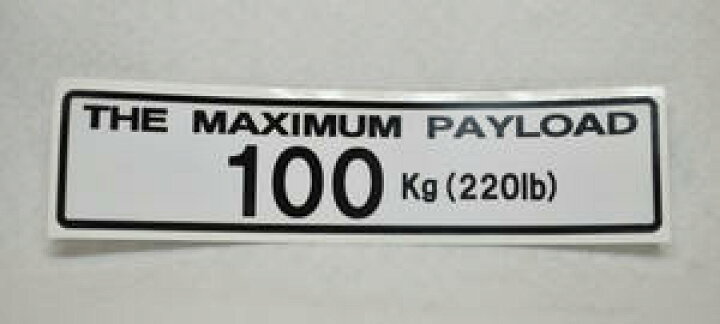 THE MAXIMUM PAYLOAD
100 Kg (220lb)